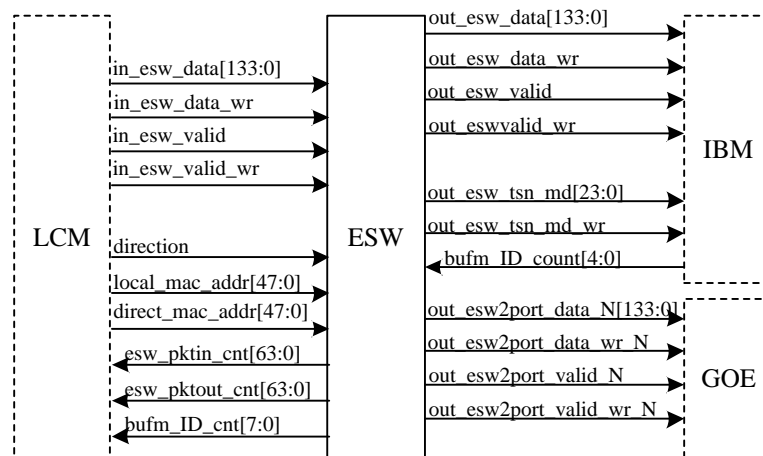 LCM
in_esw_data[133:0]
in_esw_data_wr
in_esw_valid
in_esw_valid_wr
direction
local_mac_addr[47:0]
direct_mac_addr[47:0]
esw_pktin_cnt[63:0]
esw_pktout_cnt[63:0]
bufm_ID_cnt[7:0]
ESW
out_esw_data[133:0]
out_esw_data_wr
out_esw_valid
out_eswvalid_wr
out_esw_tsn_md[23:0]
out_esw_tsn_md_wr
bufm_ID_count[4:0]
out_esw2port_data_N[133:0]
out_esw2port_data_wr_N
out_esw2port_valid_N
out_esw2port_valid_wr_N
IBM
GOE